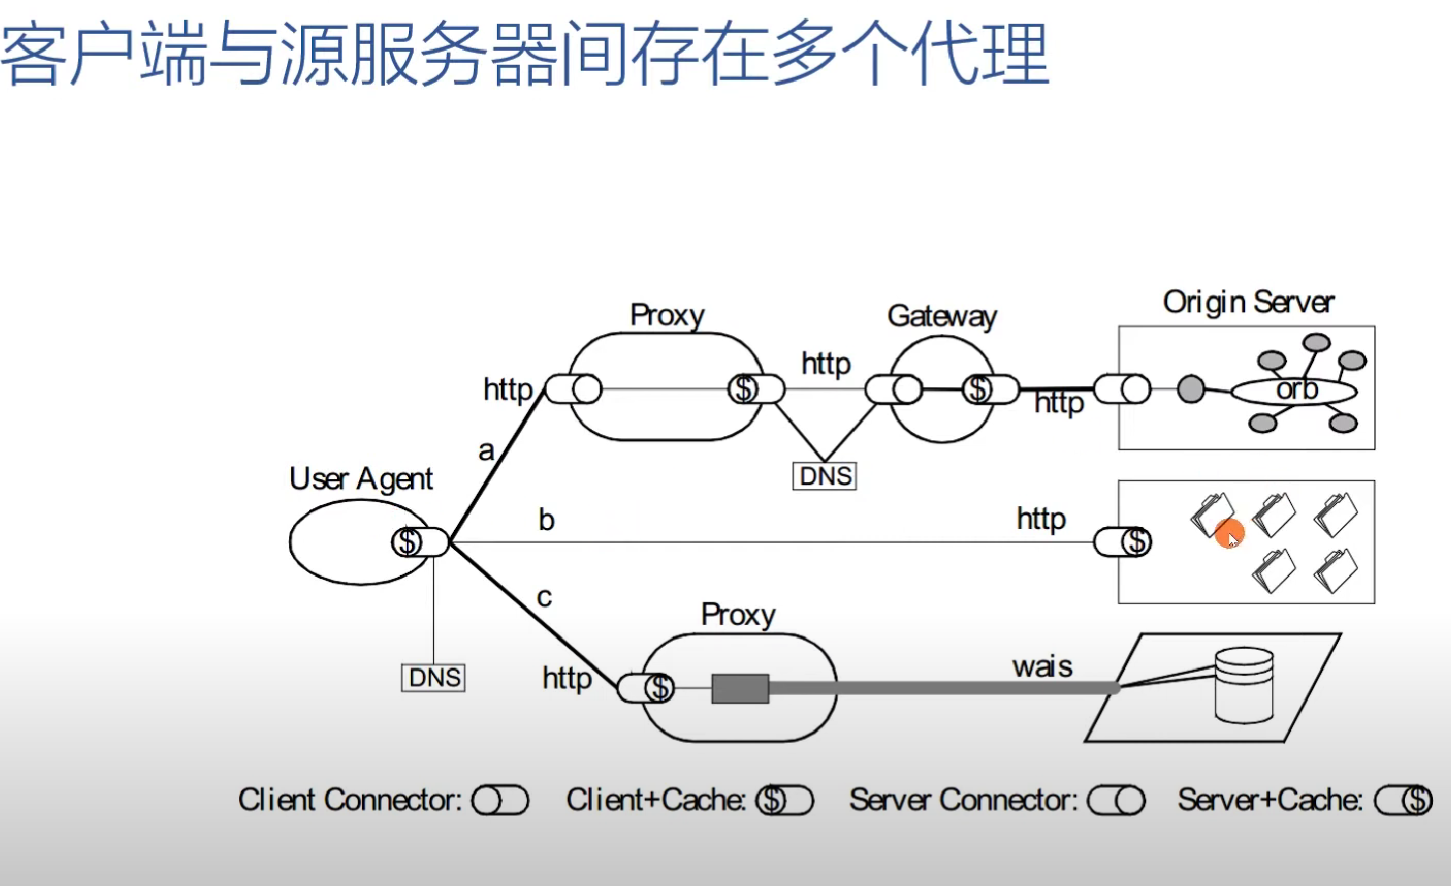 客户端与源服务器间存在多个代理
Origin Server
Proxy
Gateway
http
http
http
$
$
orb
a
DNS
User Agent
$
b
http
$
c
Proxy
DNS
http
$
wais
Client Connector:
Client+Cache: $
Server Connector:
Server+Cache: $